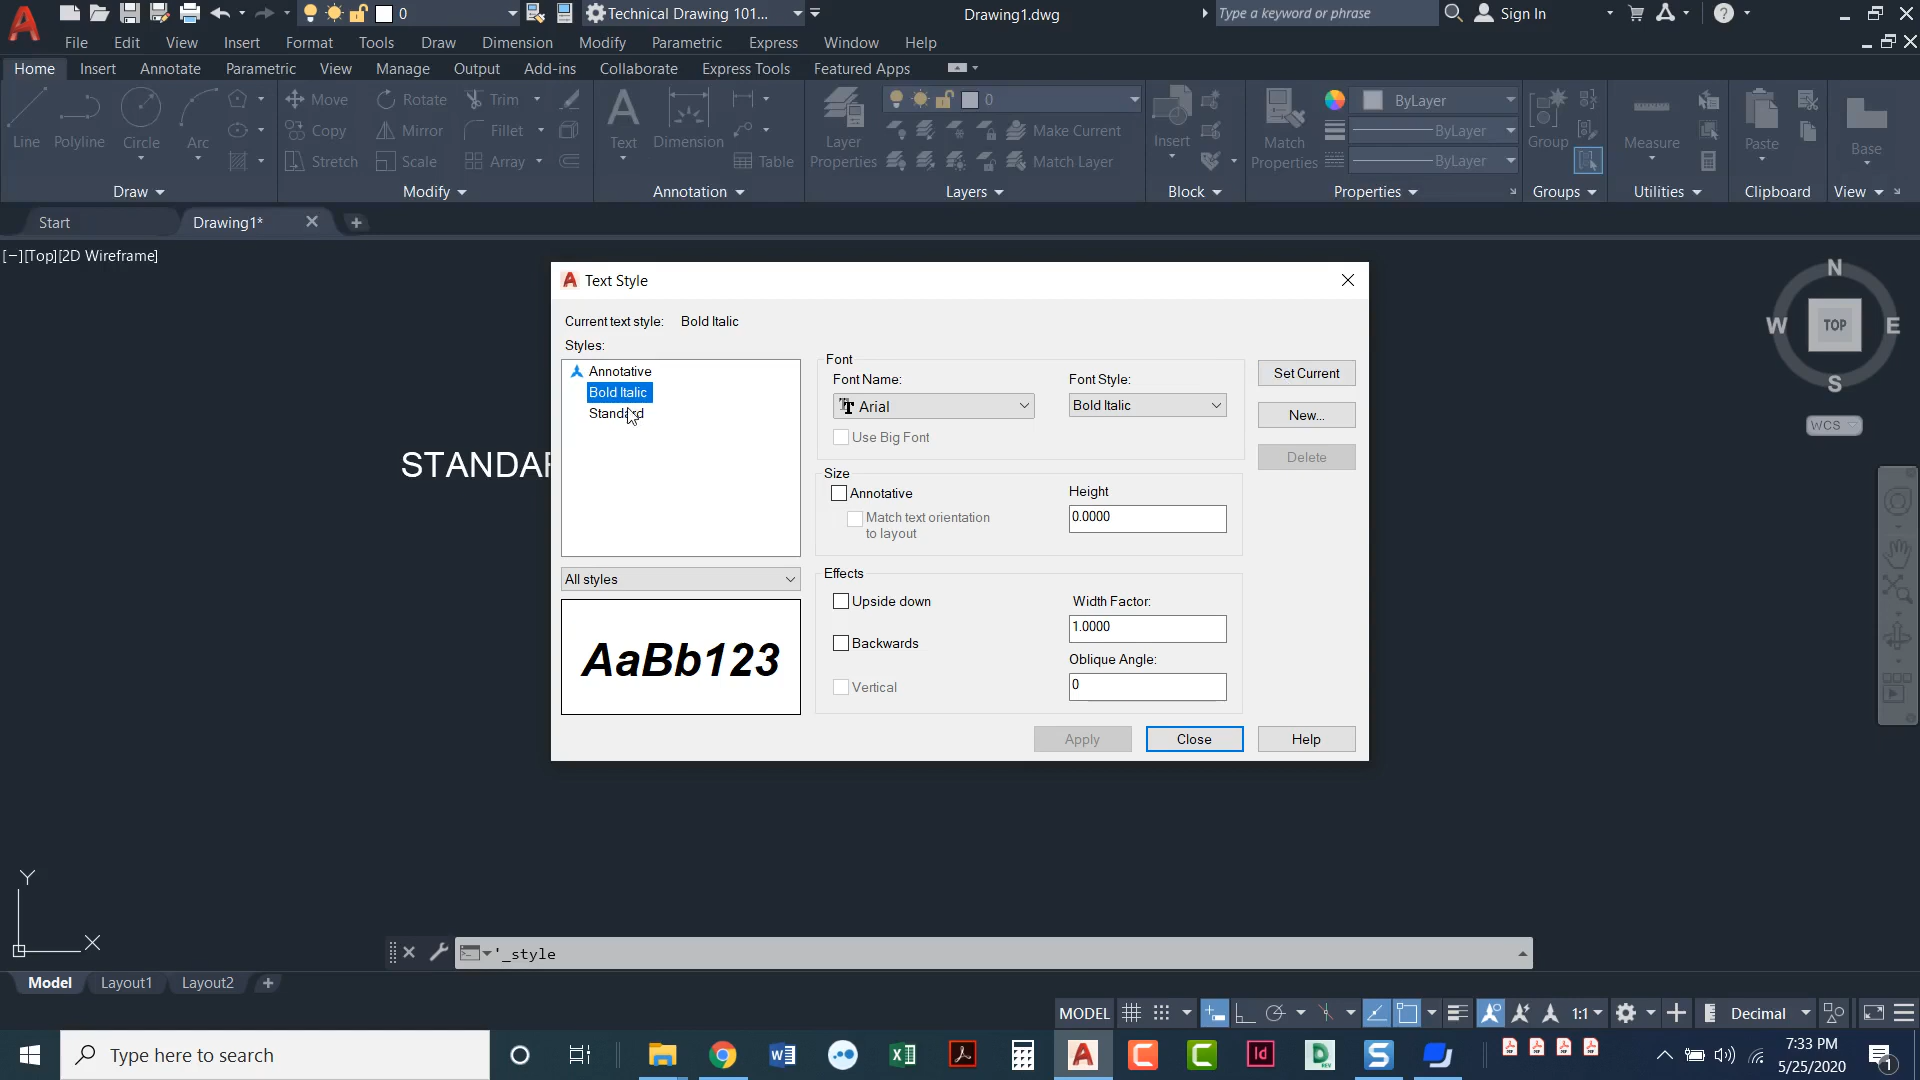 0 Technical Drawing 101... Drawing1.dwg Type a keyword or phrase Sign In
File Edit View Insert Format Tools Draw Dimension Modify Parametric Express Window Help
Home Insert Annotate Parametric View Manage Output Add-ins Collaborate Express Tools Featured Apps
Move Rotate Trim 0 ByLayer
Copy Mirror Fillet Make Current ByLayer
Line Polyline Circle Arc Text Dimension Layer Properties Insert Match Properties Group Measure Paste Base
Stretch Scale Array Table Match Layer ByLayer
Draw Modify Annotation Layers Block Properties Groups Utilities Clipboard View
Start Drawing1*
[−][Top][2D Wireframe]
N
W TOP E
S
WCS
STANDAR
Text Style
Current text style: Bold Italic
Styles:
Annotative
Bold Italic
Standard
All styles
AaBb123
Font
Font Name: Font Style:
Arial Bold Italic
Use Big Font
Size
Annotative Height
Match text orientation 0.0000
to layout
Effects
Upside down Width Factor:
1.0000
Backwards
Oblique Angle:
Vertical 0
Set Current
New...
Delete
Apply Close Help
Y
X
'_style
Model Layout1 Layout2
MODEL 1:1 Decimal
Type here to search
7:33 PM
5/25/2020
1